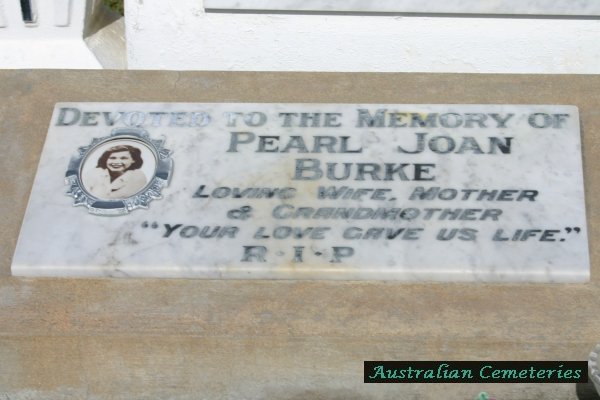 Devoted to the Memory of
Pearl Joan
Burke
Loving Wife, Mother
& Grandmother
"Your love gave us life."
R·I·P
Australian Cemeteries